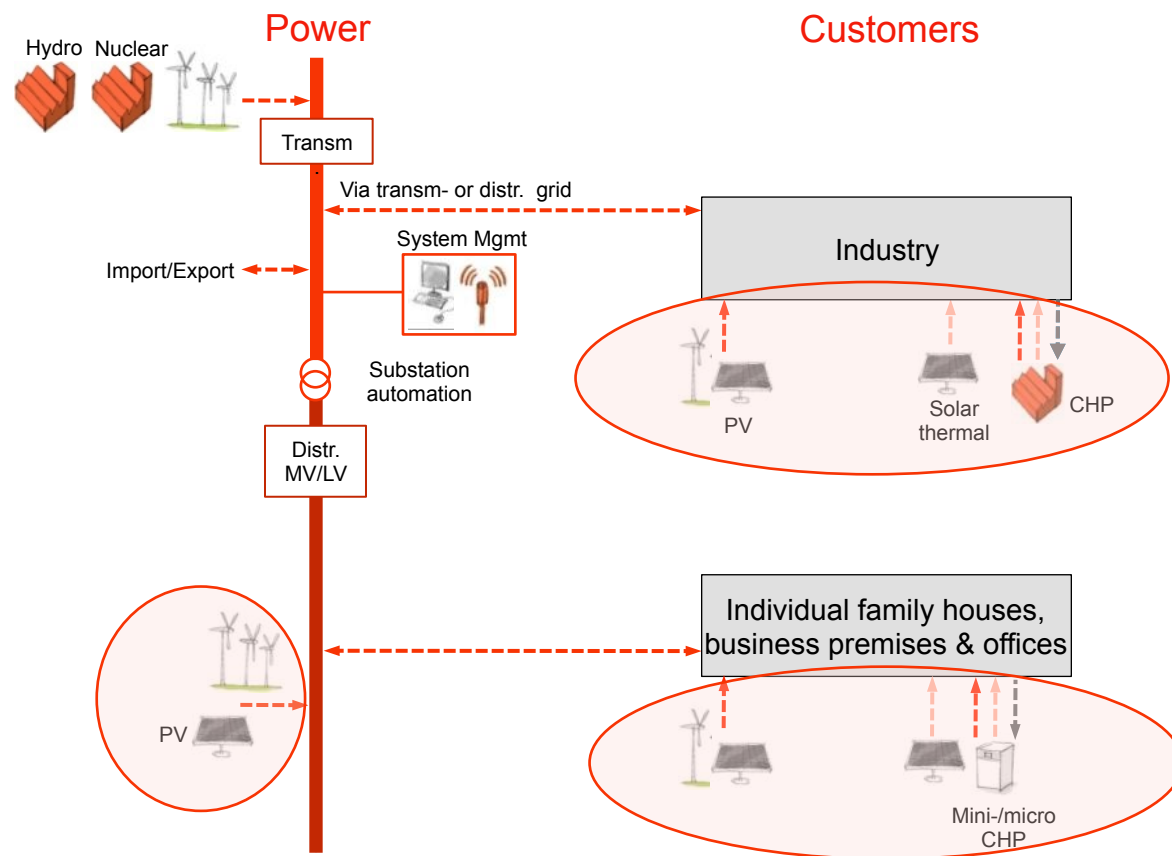 Power
Customers
Hydro
Nuclear
Transm
Via transm- or distr. grid
System Mgmt
Import/Export
Industry
Substation
automation
PV
Solar
thermal
CHP
Distr.
MV/LV
Individual family houses,
business premises & offices
PV
Mini-/micro
CHP